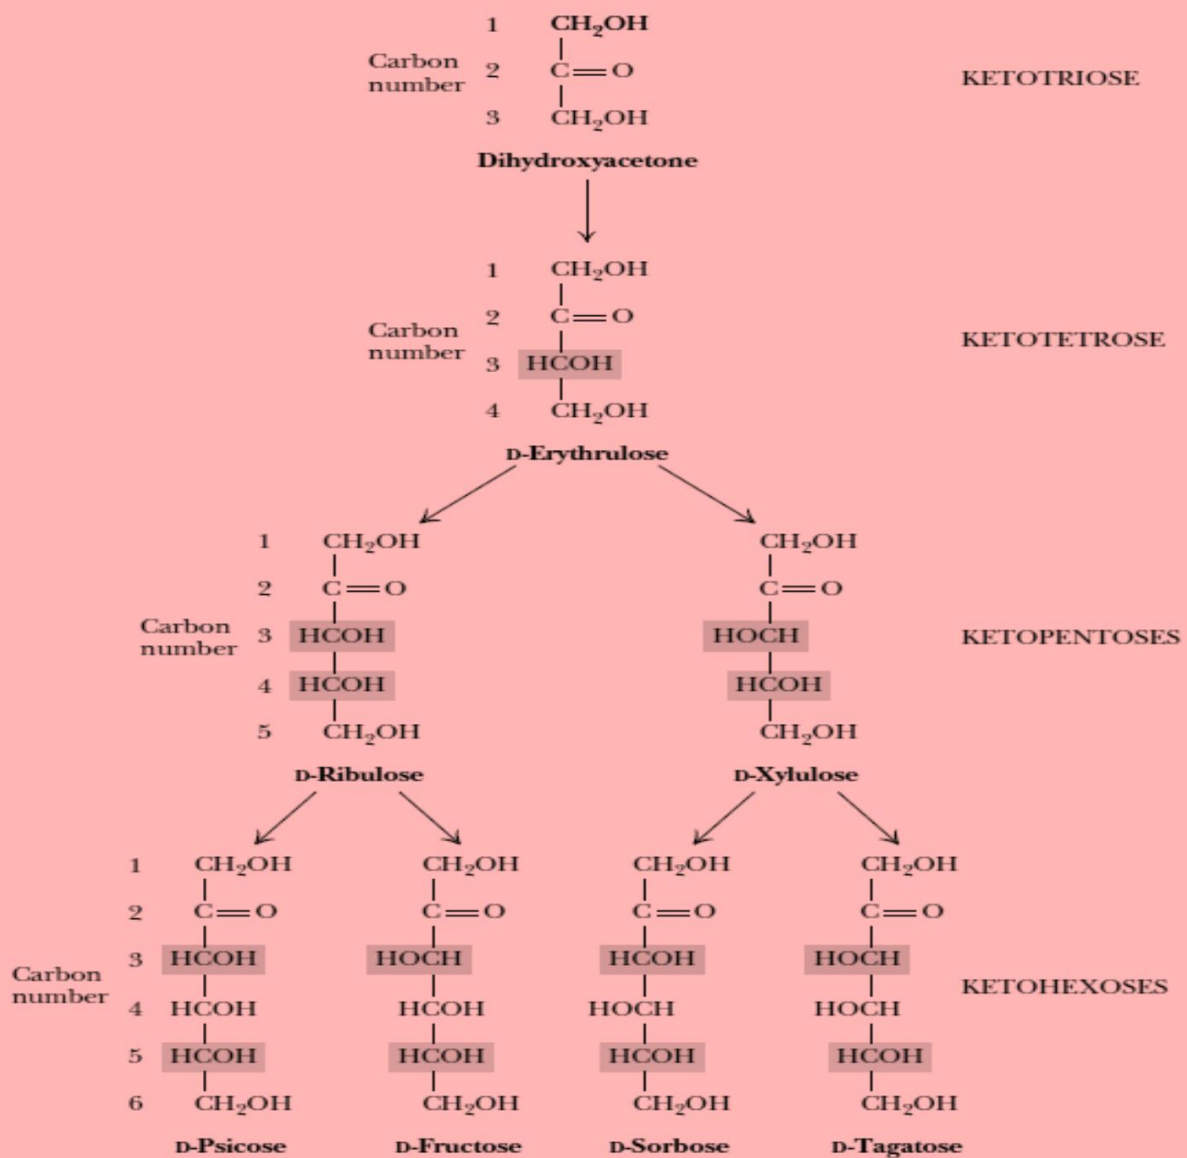 1 CH₂OH
Carbon number 2 C=O KETOTRIOSE
3 CH₂OH
Dihydroxyacetone
1 CH₂OH
2 C=O
Carbon number KETOTETROSE
3 HCOH
4 CH₂OH
D-Erythrulose
1 CH₂OH CH₂OH
2 C=O C=O
Carbon number 3 HCOH HOCH KETOPENTOSES
4 HCOH HCOH
5 CH₂OH CH₂OH
D-Ribulose D-Xylulose
1 CH₂OH CH₂OH CH₂OH CH₂OH
2 C=O C=O C=O C=O
3 HCOH HOCH HCOH HOCH
Carbon number KETOHEXOSES
4 HCOH HCOH HOCH HOCH
5 HCOH HCOH HCOH HCOH
6 CH₂OH CH₂OH CH₂OH CH₂OH
D-Psicose D-Fructose D-Sorbose D-Tagatose